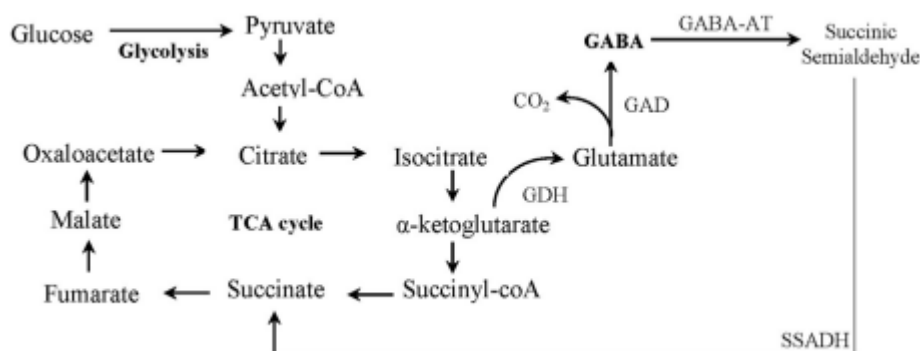 Glucose
Glycolysis
Pyruvate
GABA
GABA-AT
Succinic
Semialdehyde
Acetyl-CoA
CO2
GAD
Oxaloacetate
Citrate
Isocitrate
Glutamate
GDH
Malate
TCA cycle
α-ketoglutarate
Fumarate
Succinate
Succinyl-coA
SSADH